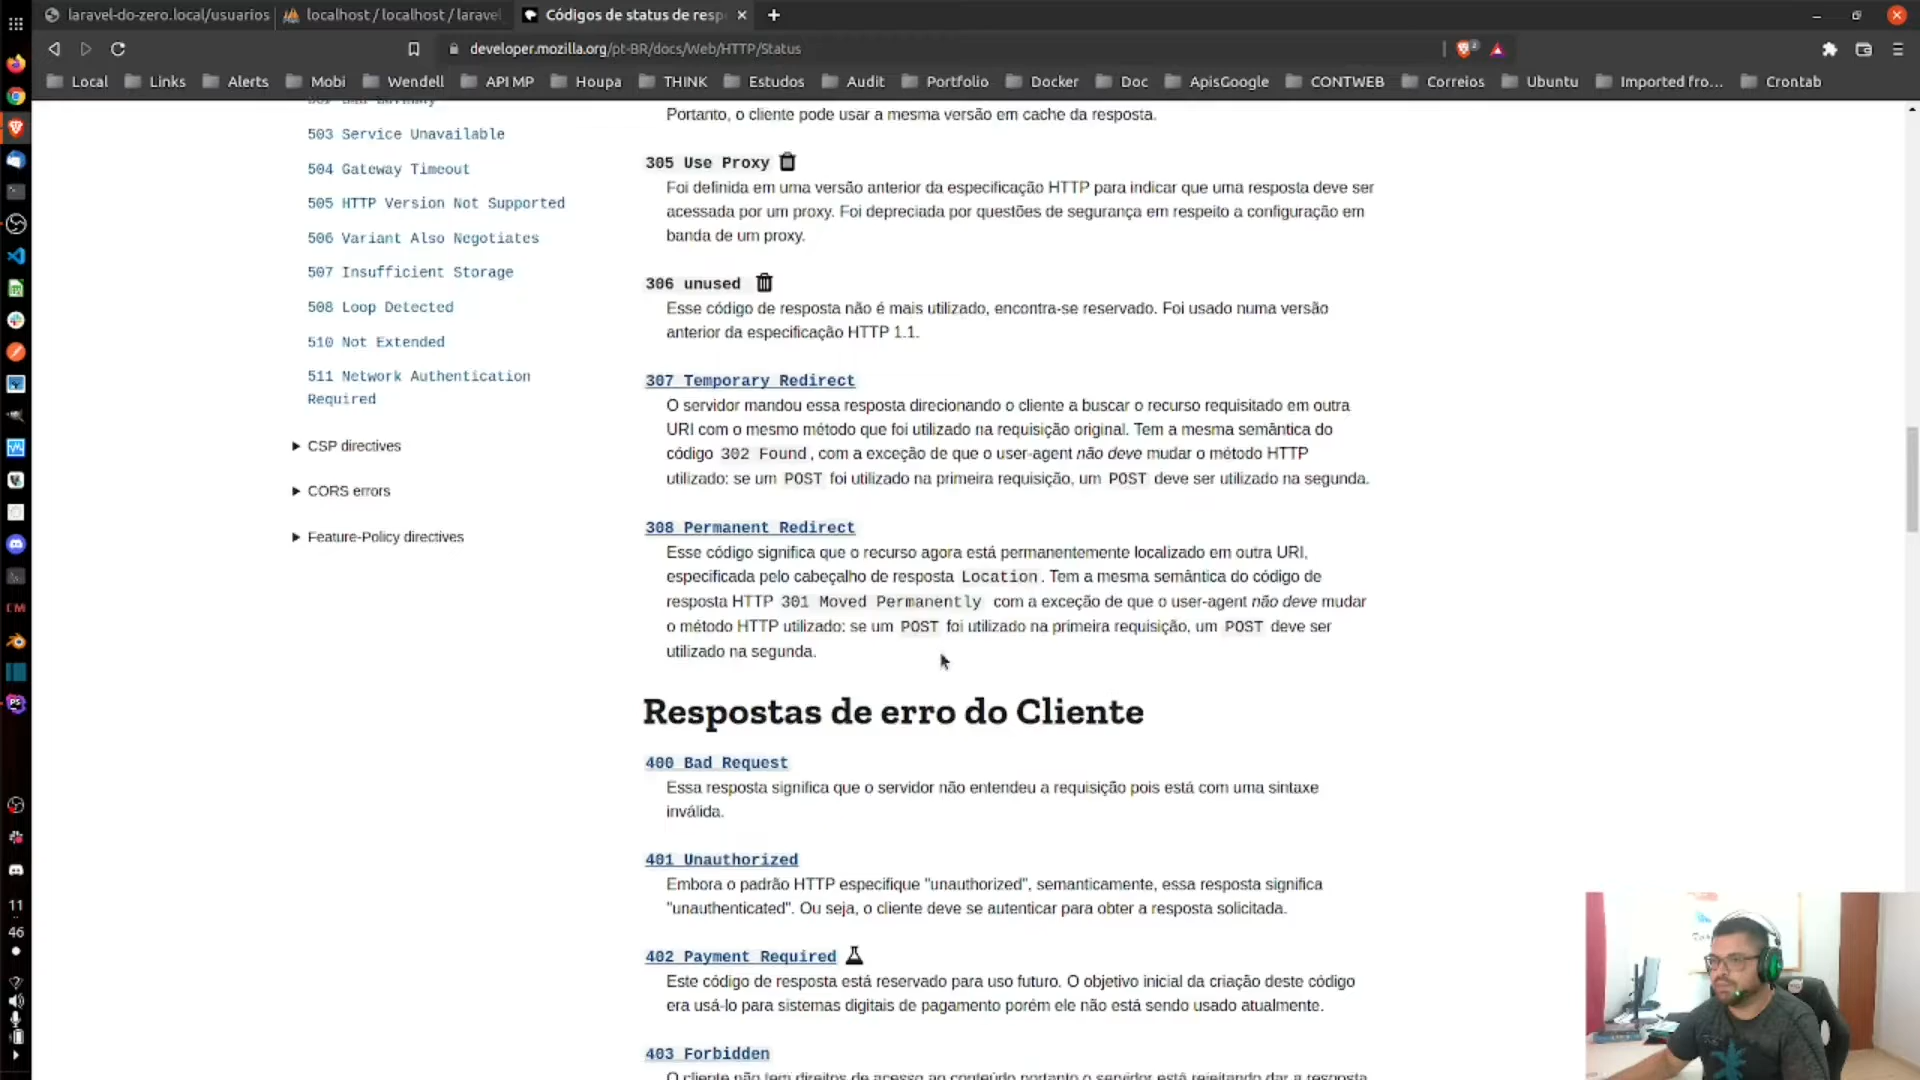 laravel-do-zero.local/usuarios
localhost / localhost / larave
Códigos de status de resp
developer.mozilla.org/pt-BR/docs/Web/HTTP/Status
2
Local
Links
Alerts
Mobi
Wendell
API MP
Houpa
THINK
Estudos
Audit
Portfolio
Docker
Doc
ApisGoogle
CONTWEB
Correios
Ubuntu
Imported fro...
Crontab
503 Service Unavailable
504 Gateway Timeout
505 HTTP Version Not Supported
506 Variant Also Negotiates
507 Insufficient Storage
508 Loop Detected
510 Not Extended
511 Network Authentication
Required
CSP directives
CORS errors
Feature-Policy directives
Portanto, o cliente pode usar a mesma versão em cache da resposta.
305 Use Proxy
Foi definida em uma versão anterior da especificação HTTP para indicar que uma resposta deve ser
acessada por um proxy. Foi depreciada por questões de segurança em respeito a configuração em
banda de um proxy.
306 unused
Esse código de resposta não é mais utilizado, encontra-se reservado. Foi usado numa versão
anterior da especificação HTTP 1.1.
307 Temporary Redirect
O servidor mandou essa resposta direcionando o cliente a buscar o recurso requisitado em outra
URI com o mesmo método que foi utilizado na requisição original. Tem a mesma semântica do
código 302 Found, com a exceção de que o user-agent não deve mudar o método HTTP
utilizado: se um POST foi utilizado na primeira requisição, um POST deve ser utilizado na segunda.
308 Permanent Redirect
Esse código significa que o recurso agora está permanentemente localizado em outra URI,
especificada pelo cabeçalho de resposta Location. Tem a mesma semântica do código de
resposta HTTP 301 Moved Permanently com a exceção de que o user-agent não deve mudar
o método HTTP utilizado: se um POST foi utilizado na primeira requisição, um POST deve ser
utilizado na segunda.
Respostas de erro do Cliente
400 Bad Request
Essa resposta significa que o servidor não entendeu a requisição pois está com uma sintaxe
inválida.
401 Unauthorized
Embora o padrão HTTP especifique "unauthorized", semanticamente, essa resposta significa
"unauthenticated". Ou seja, o cliente deve se autenticar para obter a resposta solicitada.
402 Payment Required
Este código de resposta está reservado para uso futuro. O objetivo inicial da criação deste código
era usá-lo para sistemas digitais de pagamento porém ele não está sendo usado atualmente.
403 Forbidden
O cliente não tem direitos de acesso ao conteúdo portanto o servidor está rejeitando dar a resposta
11
46